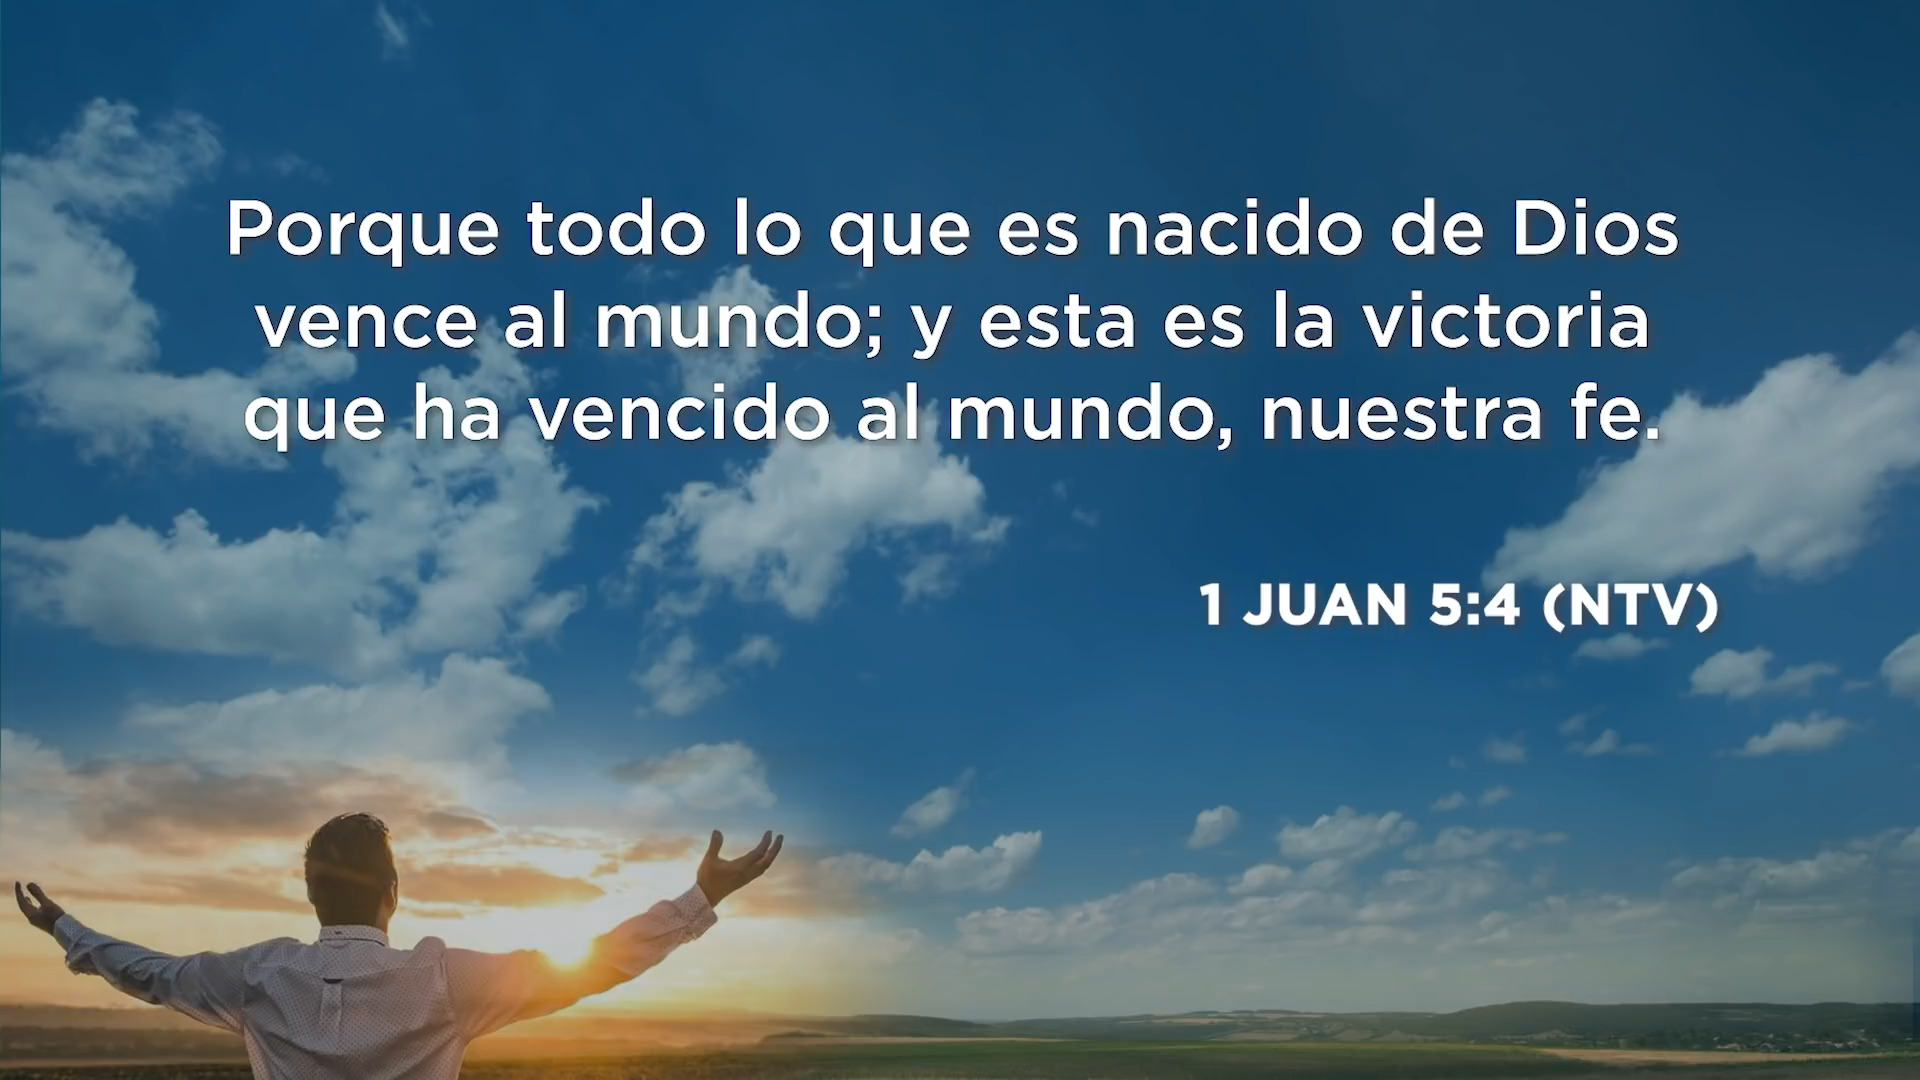 Porque todo lo que es nacido de Dios
vence al mundo; y esta es la victoria
que ha vencido al mundo, nuestra fe.
1 JUAN 5:4 (NTV)